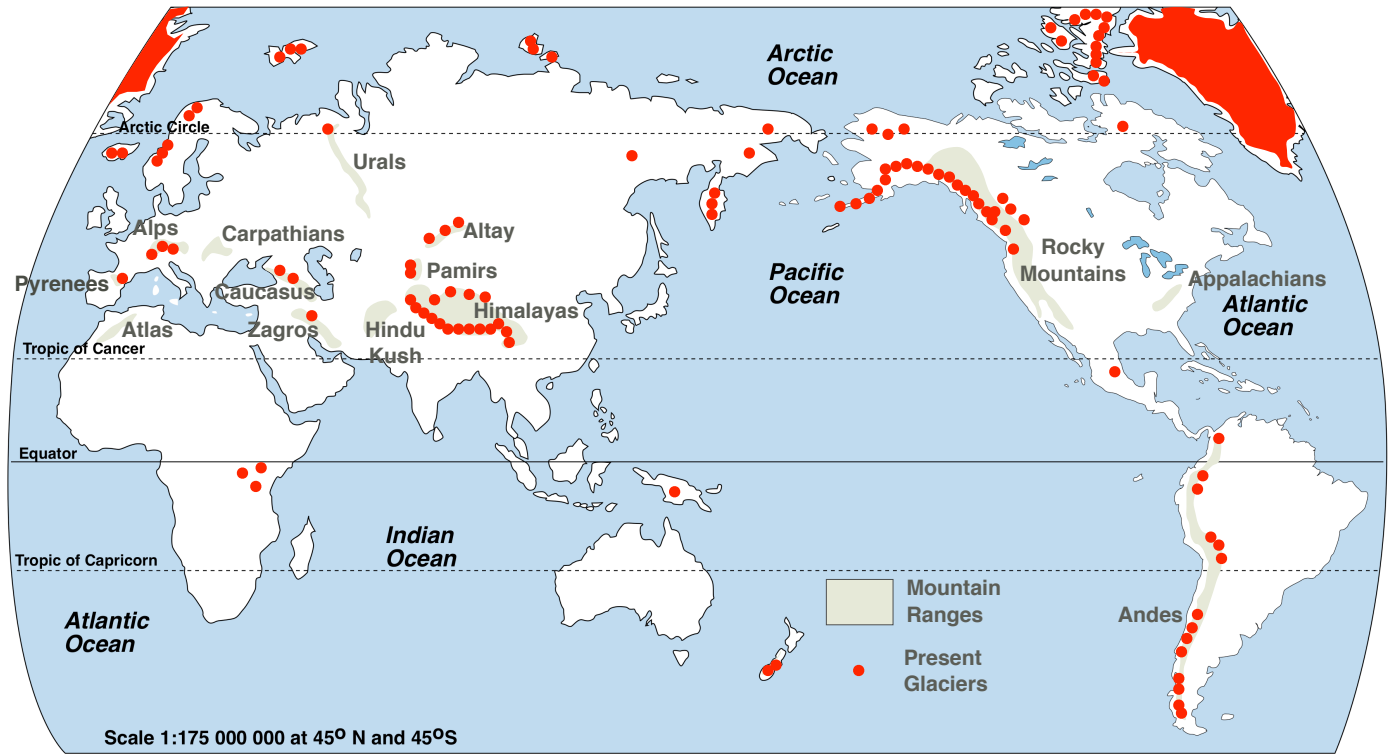 Arctic
Ocean
Arctic Circle
Urals
Alps
Carpathians
Altay
Pyrenees
Caucasus
Pamirs
Himalayas
Atlas
Zagros
Hindu
Kush
Pacific
Ocean
Rocky
Mountains
Appalachians
Atlantic
Ocean
Tropic of Cancer
Equator
Indian
Ocean
Tropic of Capricorn
Mountain
Ranges
Andes
Atlantic
Ocean
Present
Glaciers
Scale 1:175 000 000 at 45º N and 45ºS